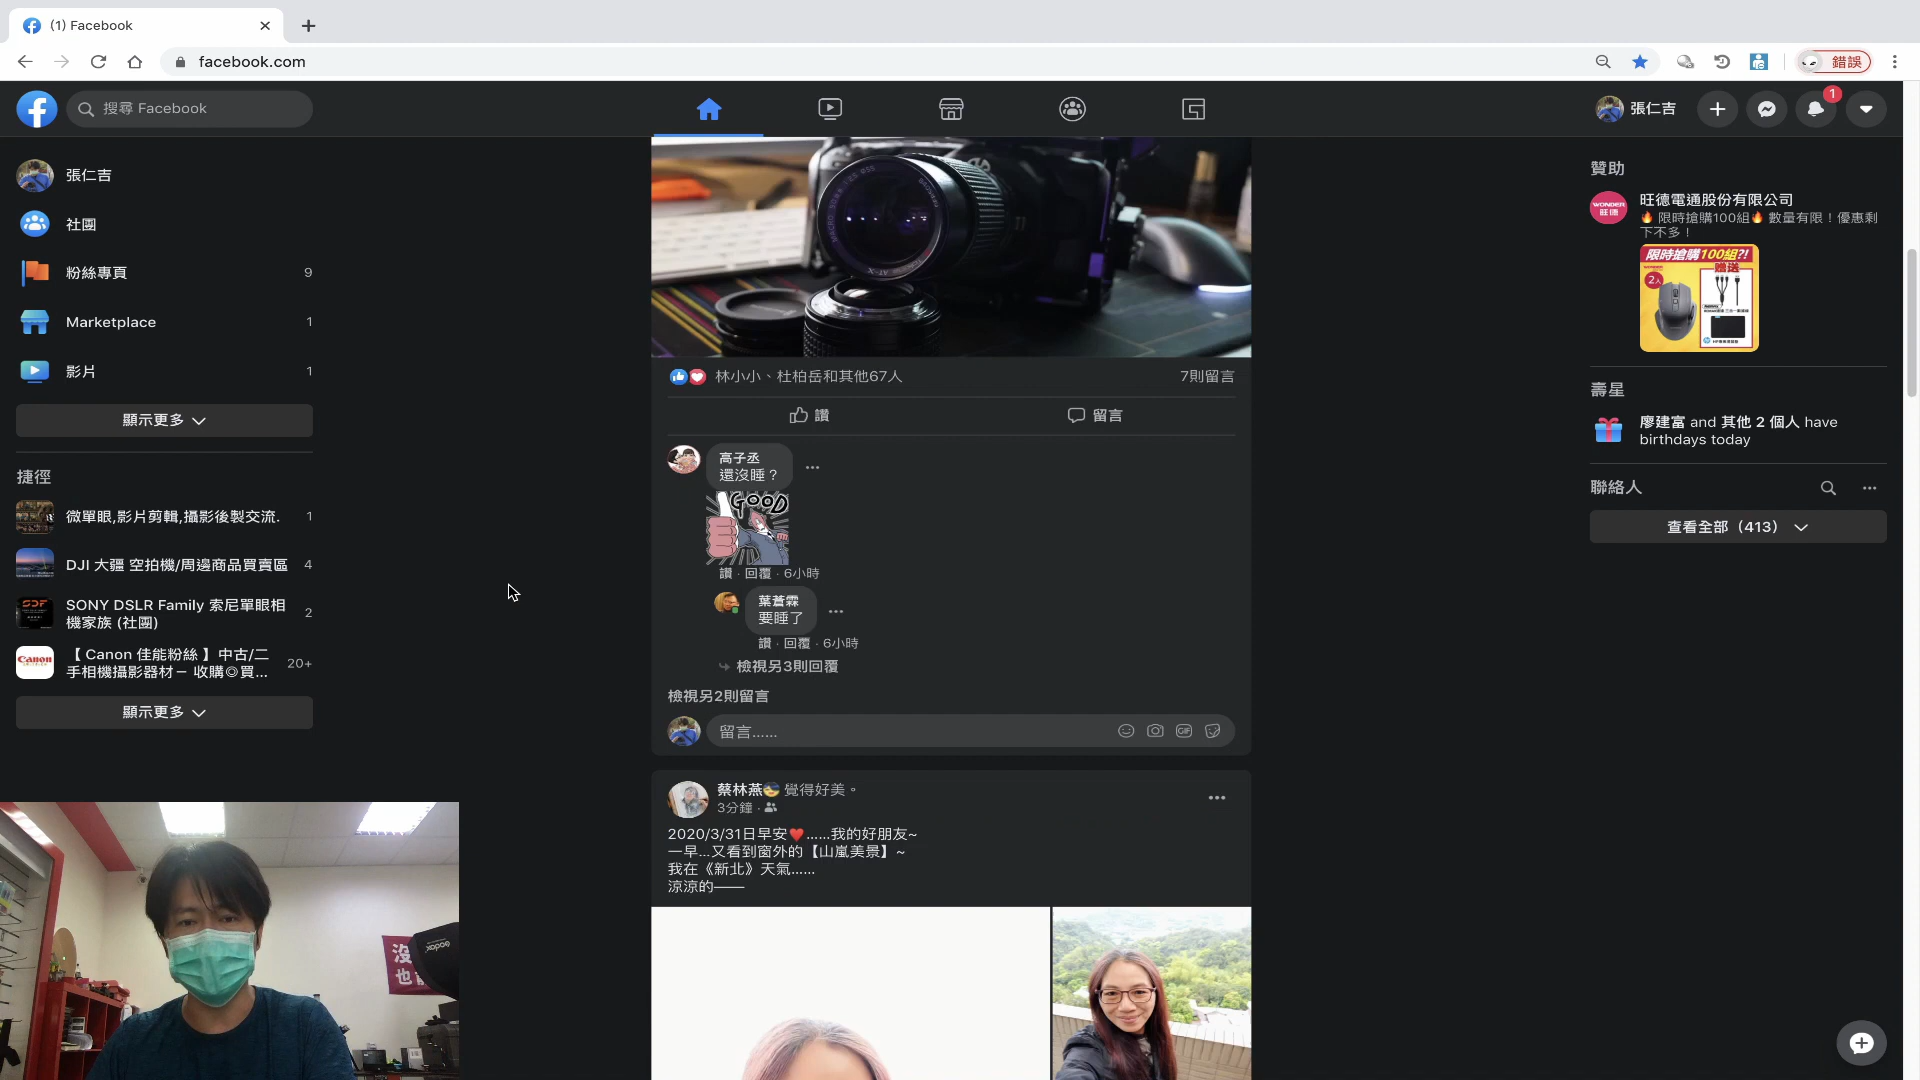 (1) Facebook
facebook.com
錯誤
搜尋 Facebook
張仁吉
1
張仁吉
社團
粉絲專頁
9
Marketplace
1
影片
1
顯示更多
捷徑
微單眼,影片剪輯,攝影後製交流.
1
DJI 大疆 空拍機/周邊商品買賣區
4
SONY DSLR Family 索尼單眼相
機家族 (社團)
2
Canon
【 Canon 佳能粉絲 】中古/二
手相機攝影器材－ 收購◎買...
20+
顯示更多
林小小、杜柏岳和其他67人
7則留言
讚
留言
高子丞
還沒睡？
GOOD
讚 · 回覆 · 6小時
葉蒼霖
要睡了
讚 · 回覆 · 6小時
檢視另3則回覆
檢視另2則留言
留言……
GIF
蔡林燕😎 覺得好美。
3分鐘 ·
2020/3/31日早安❤️……我的好朋友~
一早...又看到窗外的【山嵐美景】~
我在《新北》天氣……
涼涼的——
贊助
WONDER
旺德
旺德電通股份有限公司
🔥 限時搶購100組🔥 數量有限！優惠剩
下不多！
限時搶購100組?!
2入
壽星
廖建富 and 其他 2 個人 have
birthdays today
聯絡人
查看全部（413）
Godox
沒
也